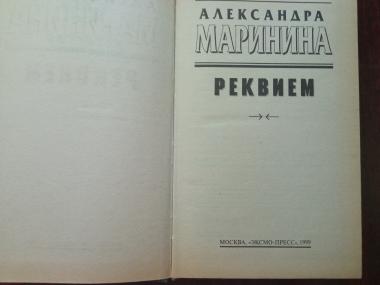 АЛЕКСАНДРА
МАРИНИНА
РЕКВИЕМ
МОСКВА, «ЭКСМО-ПРЕСС», 1999